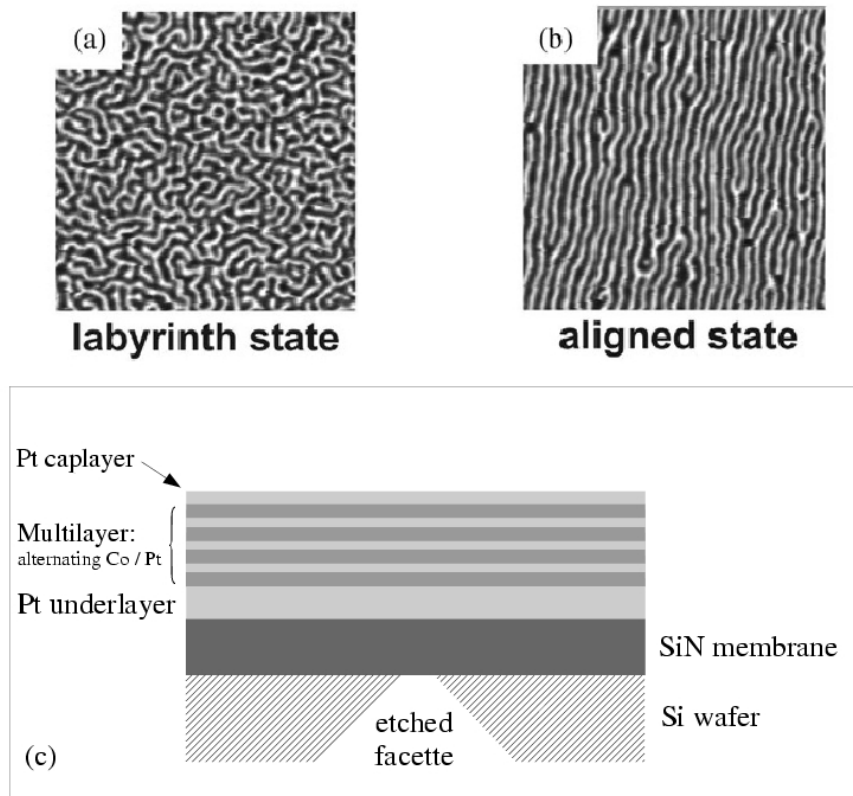 (a)
(b)
labyrinth state
aligned state
Pt caplayer
Multilayer:
alternating Co / Pt
Pt underlayer
SiN membrane
Si wafer
etched
facette
(c)